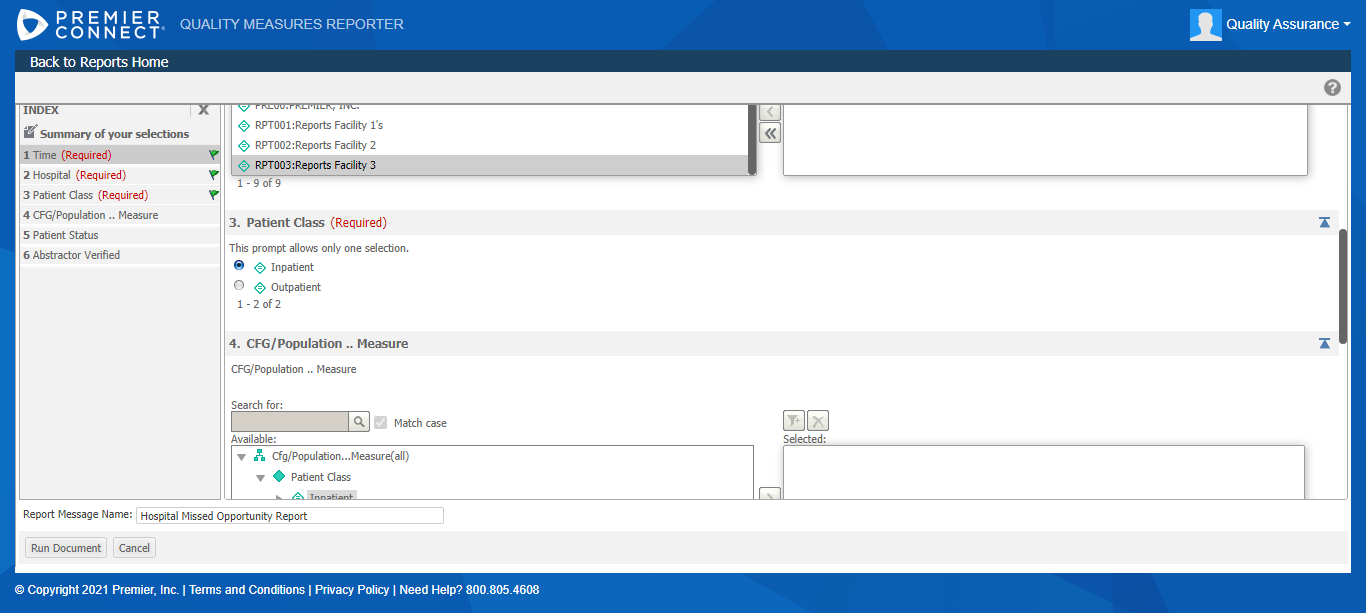 PREMIER
CONNECT
QUALITY MEASURES REPORTER
Quality Assurance
Back to Reports Home
INDEX
Summary of your selections
1 Time (Required)
2 Hospital (Required)
3 Patient Class (Required)
4 CFG/Population .. Measure
5 Patient Status
6 Abstractor Verified
PRE00:PREMIER, INC.
RPT001:Reports Facility 1's
RPT002:Reports Facility 2
RPT003:Reports Facility 3
1 - 9 of 9
3. Patient Class (Required)
This prompt allows only one selection.
Inpatient
Outpatient
1 - 2 of 2
4. CFG/Population .. Measure
CFG/Population .. Measure
Search for:
Match case
Available:
Selected:
Cfg/Population...Measure(all)
Patient Class
Inpatient
Report Message Name: Hospital Missed Opportunity Report
Run Document Cancel
© Copyright 2021 Premier, Inc. | Terms and Conditions | Privacy Policy | Need Help? 800.805.4608